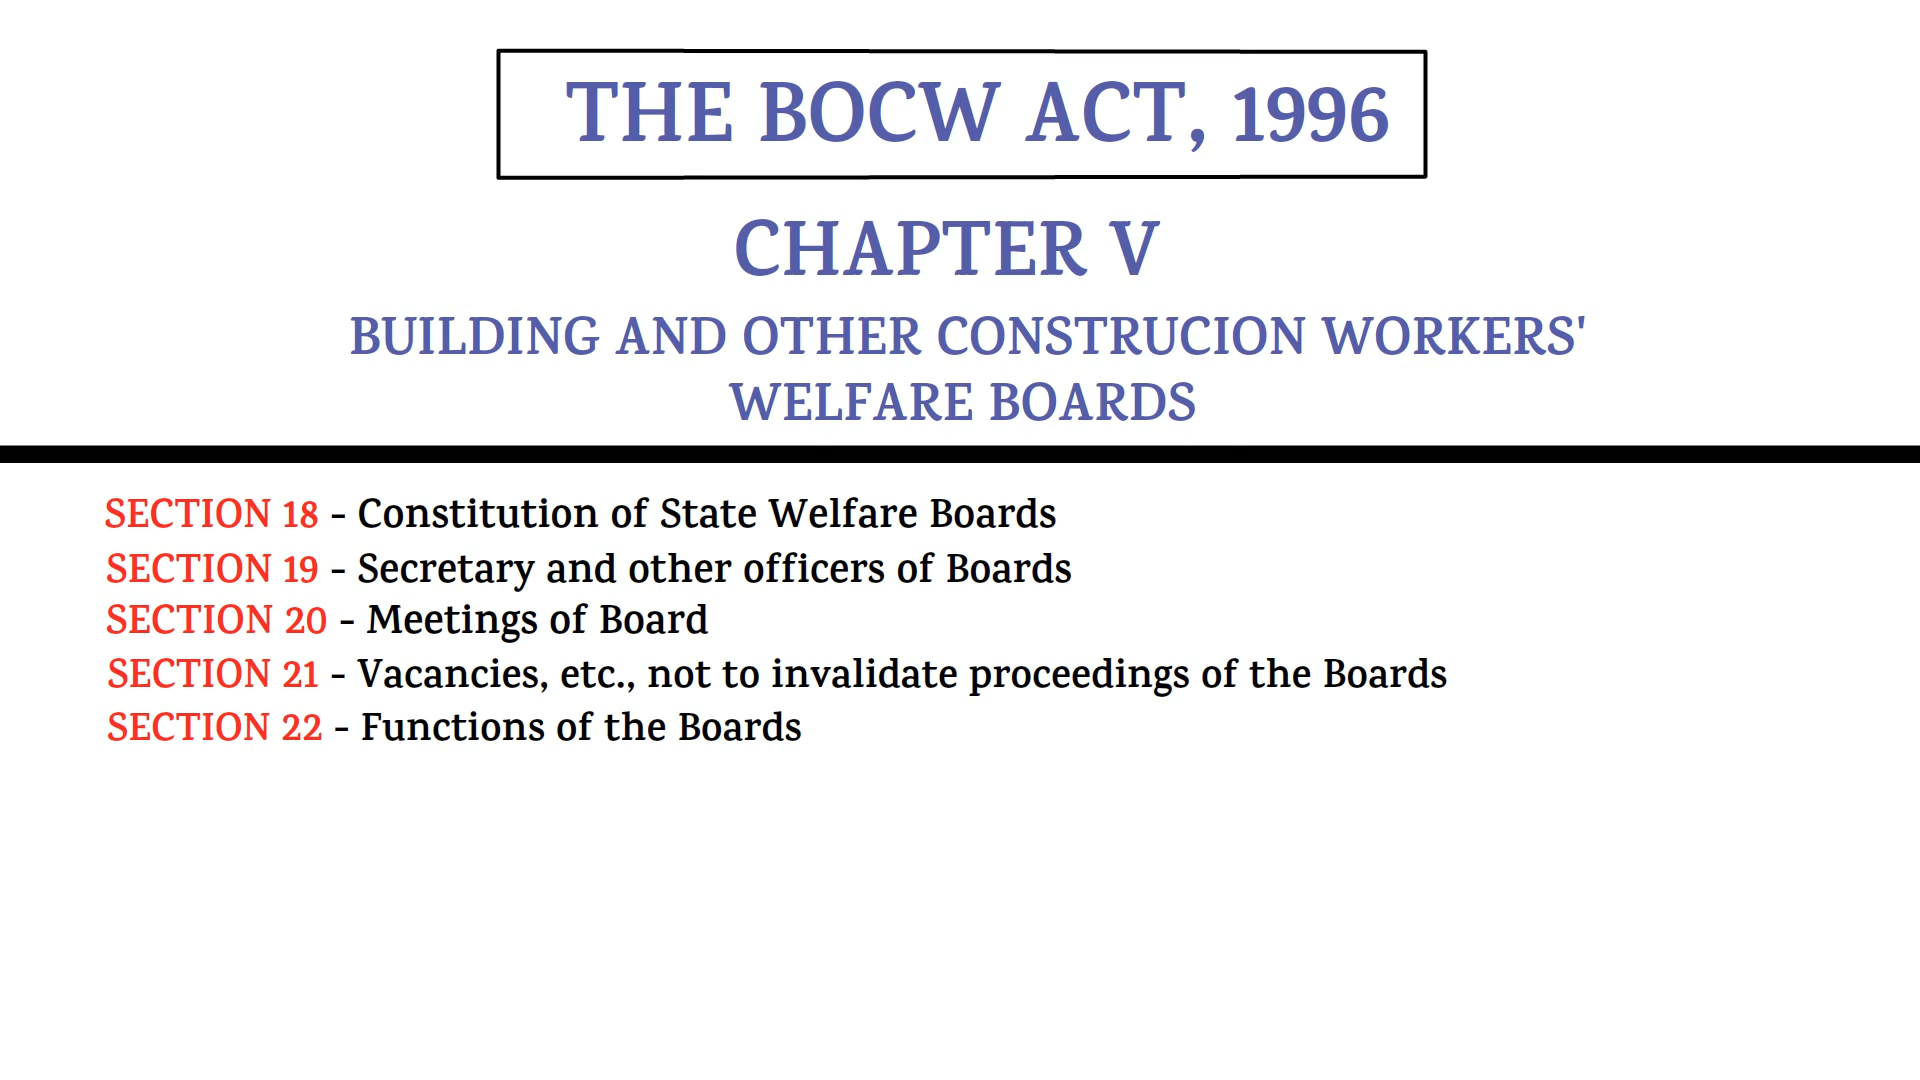 THE BOCW ACT, 1996
CHAPTER V
BUILDING AND OTHER CONSTRUCION WORKERS'
WELFARE BOARDS
SECTION 18 - Constitution of State Welfare Boards
SECTION 19 - Secretary and other officers of Boards
SECTION 20 - Meetings of Board
SECTION 21 - Vacancies, etc., not to invalidate proceedings of the Boards
SECTION 22 - Functions of the Boards